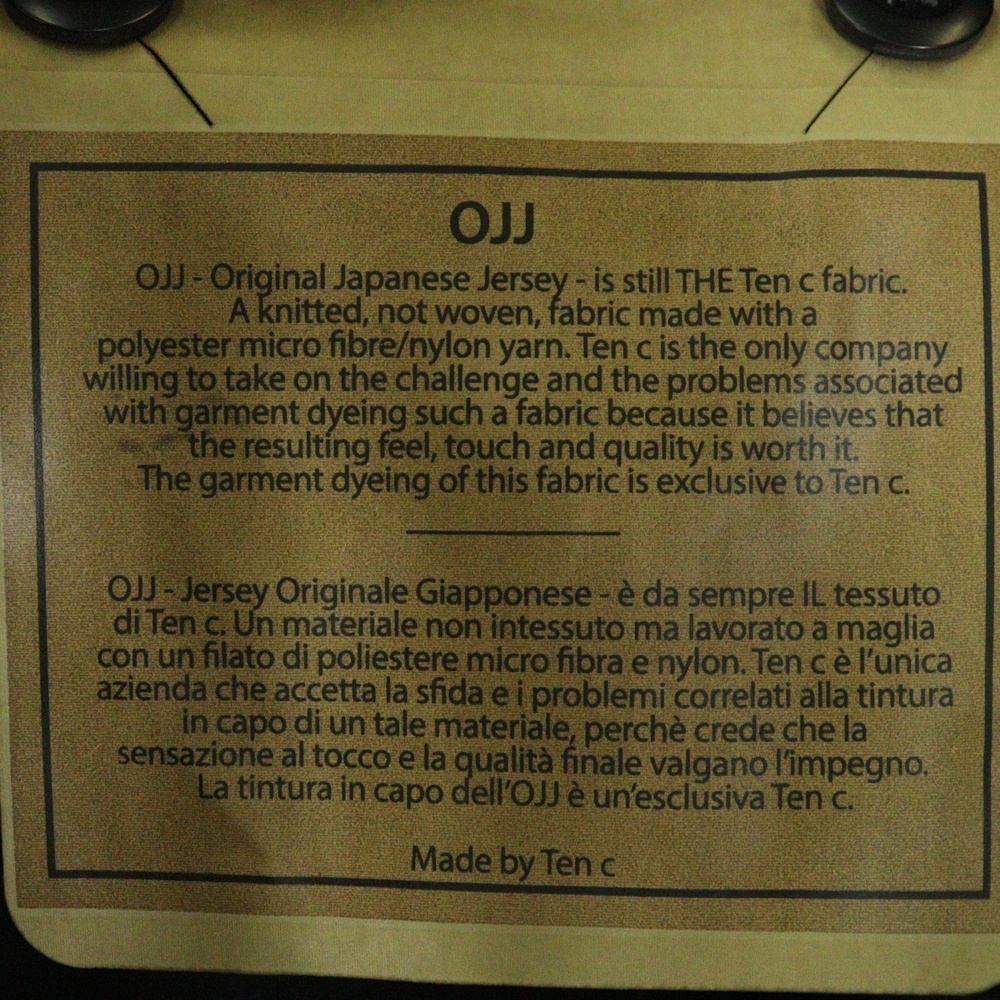 OJJ
OJJ - Original Japanese Jersey - is still THE Ten c fabric.
A knitted, not woven, fabric made with a
polyester micro fibre/nylon yarn. Ten c is the only company
willing to take on the challenge and the problems associated
with garment dyeing such a fabric because it believes that
the resulting feel, touch and quality is worth it.
The garment dyeing of this fabric is exclusive to Ten c.
OJJ - Jersey Originale Giapponese - è da sempre IL tessuto
di Ten c. Un materiale non intessuto ma lavorato a maglia
con un filato di poliestere micro fibra e nylon. Ten c è l'unica
azienda che accetta la sfida e i problemi correlati alla tintura
in capo di un tale materiale, perchè crede che la
sensazione al tocco e la qualità finale valgano l'impegno.
La tintura in capo dell'OJJ è un'esclusiva Ten c.
Made by Ten c